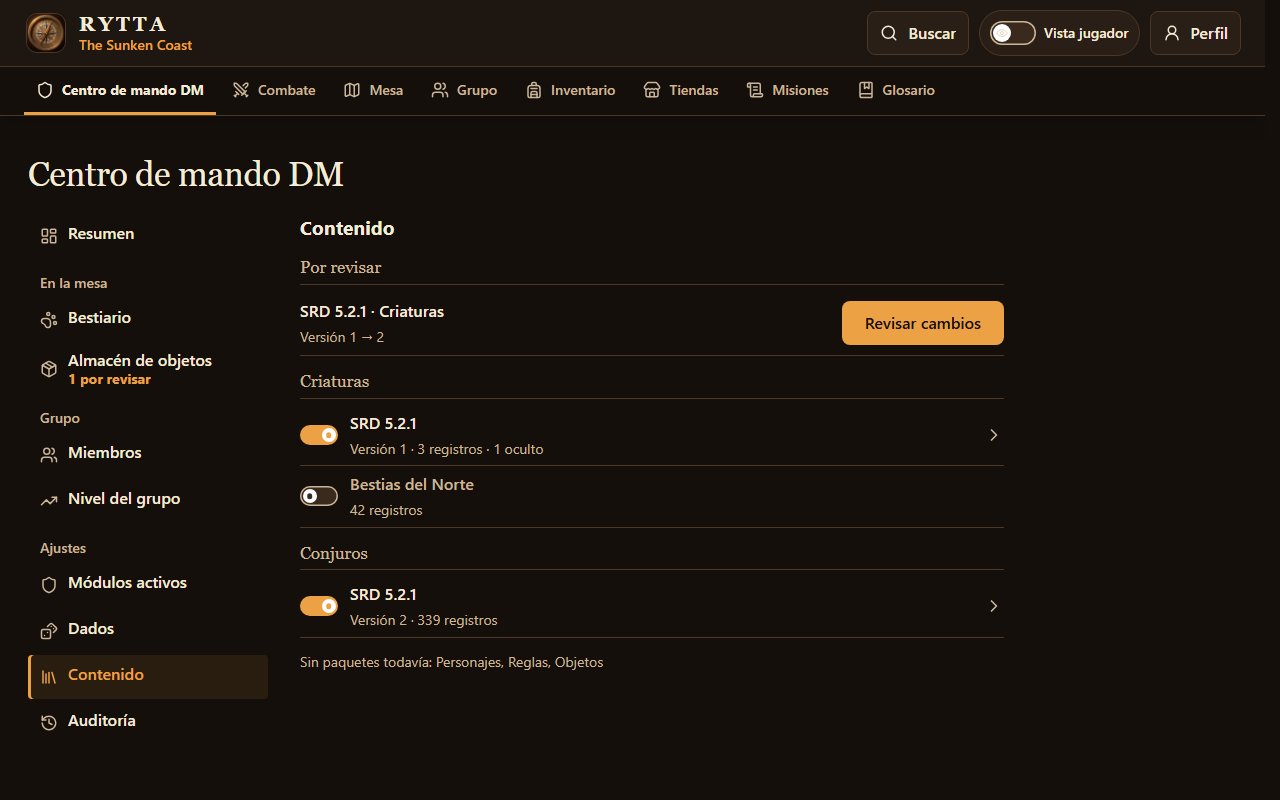 RYTTA
The Sunken Coast
Buscar
Vista jugador
Perfil
Centro de mando DM
Combate
Mesa
Grupo
Inventario
Tiendas
Misiones
Glosario
Centro de mando DM
Resumen
En la mesa
Bestiario
Almacén de objetos
1 por revisar
Grupo
Miembros
Nivel del grupo
Ajustes
Módulos activos
Dados
Contenido
Auditoría
Contenido
Por revisar
SRD 5.2.1 · Criaturas
Versión 1 → 2
Revisar cambios
Criaturas
SRD 5.2.1
Versión 1 · 3 registros · 1 oculto
Bestias del Norte
42 registros
Conjuros
SRD 5.2.1
Versión 2 · 339 registros
Sin paquetes todavía: Personajes, Reglas, Objetos